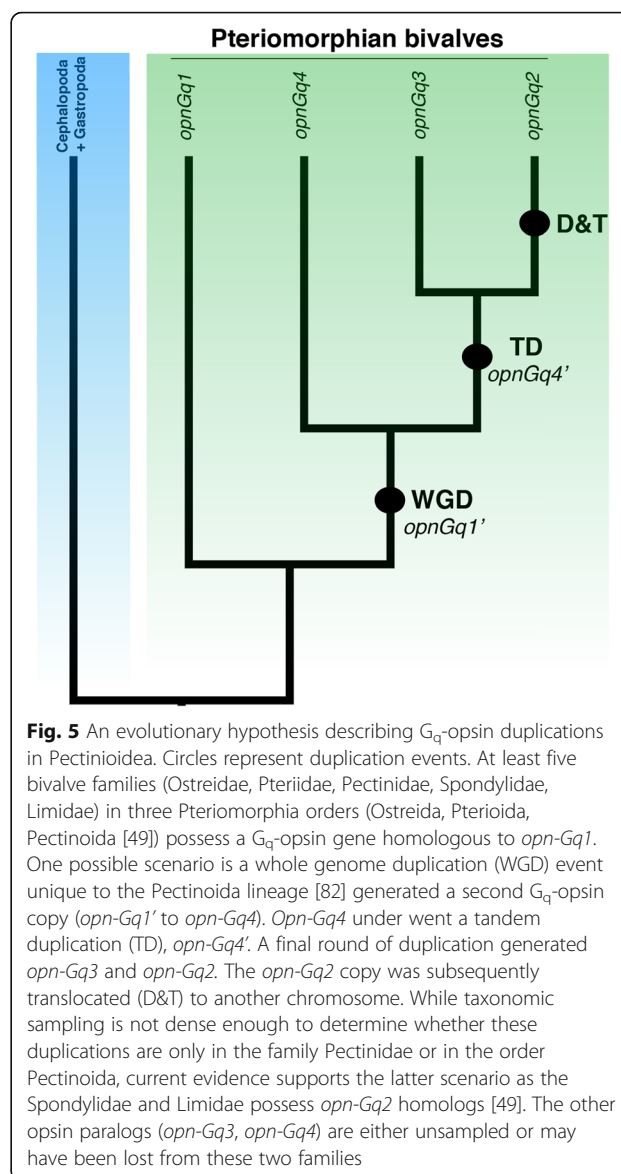 Pteriomorphian bivalves
Cephalopoda
+ Gastropoda
opnGq1
opnGq4
opnGq3
opnGq2
D&T
TD
opnGq4’
WGD
opnGq1’
Fig. 5 An evolutionary hypothesis describing Gq-opsin duplications
in Pectinioidea. Circles represent duplication events. At least five
bivalve families (Ostreidae, Pteriidae, Pectinidae, Spondylidae,
Limidae) in three Pteriomorphia orders (Ostreida, Pterioida,
Pectinoida [49]) possess a Gq-opsin gene homologous to opn-Gq1.
One possible scenario is a whole genome duplication (WGD) event
unique to the Pectinoida lineage [82] generated a second Gq-opsin
copy (opn-Gq1’ to opn-Gq4). Opn-Gq4 under went a tandem
duplication (TD), opn-Gq4’. A final round of duplication generated
opn-Gq3 and opn-Gq2. The opn-Gq2 copy was subsequently
translocated (D&T) to another chromosome. While taxonomic
sampling is not dense enough to determine whether these
duplications are only in the family Pectinidae or in the order
Pectinoida, current evidence supports the latter scenario as the
Spondylidae and Limidae possess opn-Gq2 homologs [49]. The other
opsin paralogs (opn-Gq3, opn-Gq4) are either unsampled or may
have been lost from these two families